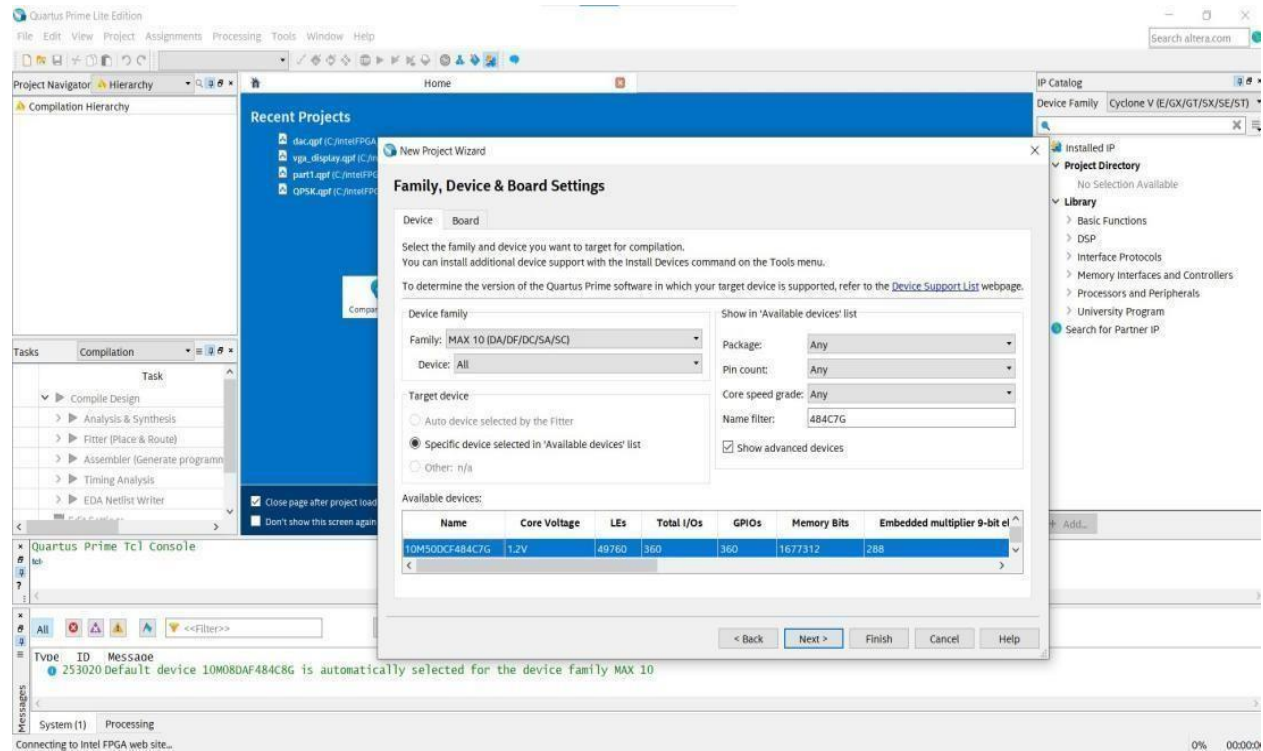 Quartus Prime Lite Edition
File Edit View Project Assignments Processing Tools Window Help
Search altera.com
Project Navigator Hierarchy
Compilation Hierarchy
Home
Recent Projects
dac.qpf (C:/intelFPGA
vga_display.qpf (C:/in
part1.qpf (C:/intelFPG
QPSK.qpf (C:/intelFPG
Compar
Close page after project load
Don't show this screen again
IP Catalog
Device Family Cyclone V (E/GX/GT/SX/SE/ST)
Installed IP
Project Directory
No Selection Available
Library
Basic Functions
DSP
Interface Protocols
Memory Interfaces and Controllers
Processors and Peripherals
University Program
Search for Partner IP
+ Add...
New Project Wizard
Family, Device & Board Settings
Device Board
Select the family and device you want to target for compilation.
You can install additional device support with the Install Devices command on the Tools menu.
To determine the version of the Quartus Prime software in which your target device is supported, refer to the Device Support List webpage.
Device family
Family: MAX 10 (DA/DF/DC/SA/SC)
Device: All
Target device
Auto device selected by the Fitter
Specific device selected in 'Available devices' list
Other: n/a
Show in 'Available devices' list
Package: Any
Pin count: Any
Core speed grade: Any
Name filter: 484C7G
Show advanced devices
Available devices:
Name Core Voltage LEs Total I/Os GPIOs Memory Bits Embedded multiplier 9-bit el
10M50DCF484C7G 1.2V 49760 360 360 1677312 288
< Back Next > Finish Cancel Help
Tasks Compilation
Task
Compile Design
Analysis & Synthesis
Fitter (Place & Route)
Assembler (Generate programm
Timing Analysis
EDA Netlist Writer
Quartus Prime Tcl Console
tcl>
All <<Filter>>
Type ID Message
253020 Default device 10M08DAF484C8G is automatically selected for the device family MAX 10
Messages
System (1) Processing
Connecting to Intel FPGA web site... 0% 00:00:0